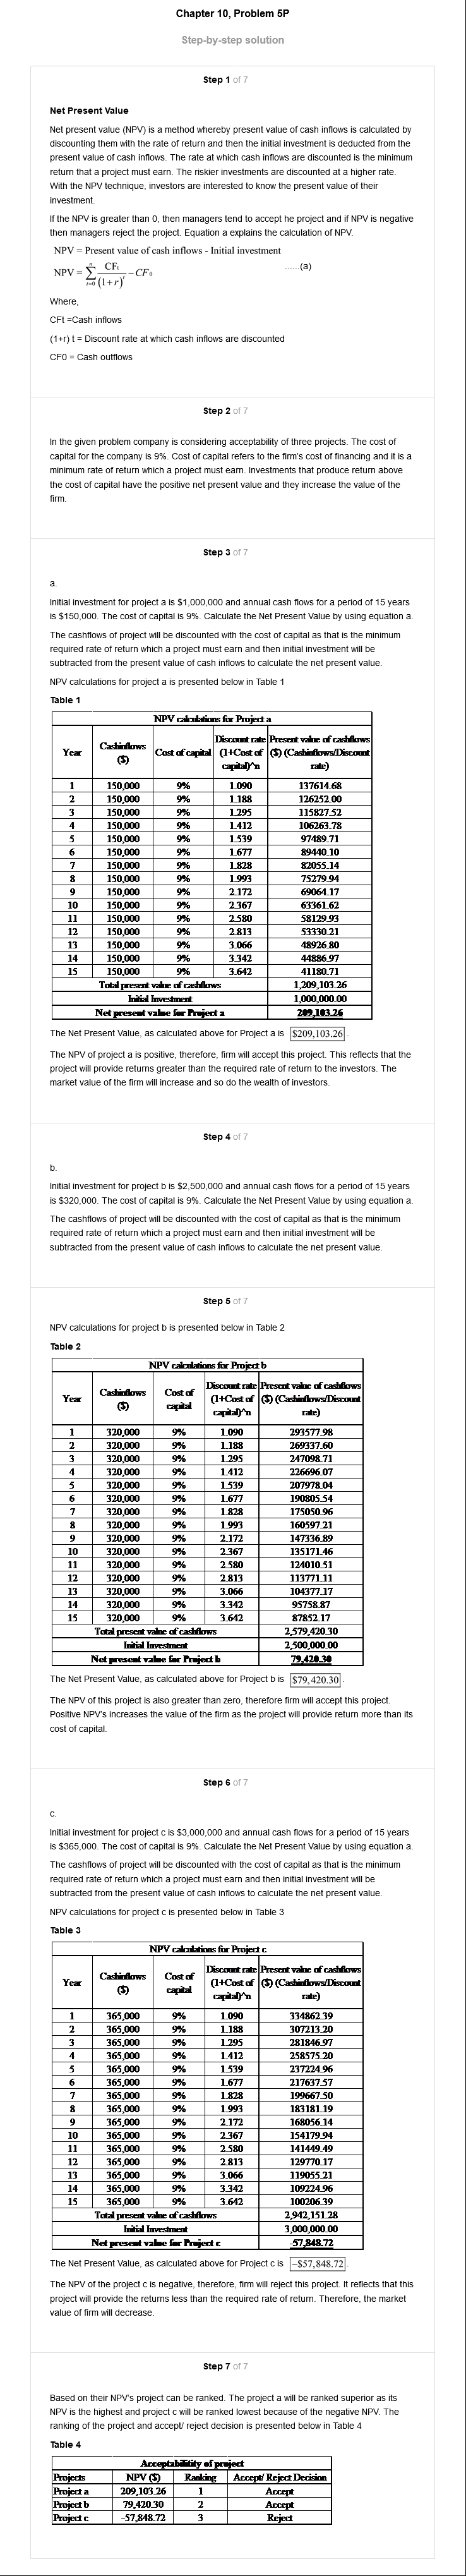 Chapter 10, Problem 5P
Step-by-step solution
Step 1 of 7
Net Present Value
Net present value (NPV) is a method whereby present value of cash inflows is calculated by
discounting them with the rate of return and then the initial investment is deducted from the
present value of cash inflows. The rate at which cash inflows are discounted is the minimum
return that a project must earn. The riskier investments are discounted at a higher rate.
With the NPV technique, investors are interested to know the present value of their
investment.
If the NPV is greater than 0, then managers tend to accept he project and if NPV is negative
then managers reject the project. Equation a explains the calculation of NPV.
NPV = Present value of cash inflows - Initial investment
NPV = ∑ⁿ_{t=0} CFₜ/(1+r)ᵗ − CF₀ ......(a)
Where,
CFt =Cash inflows
(1+r) t = Discount rate at which cash inflows are discounted
CF0 = Cash outflows
Step 2 of 7
In the given problem company is considering acceptability of three projects. The cost of
capital for the company is 9%. Cost of capital refers to the firm's cost of financing and it is a
minimum rate of return which a project must earn. Investments that produce return above
the cost of capital have the positive net present value and they increase the value of the
firm.
Step 3 of 7
a.
Initial investment for project a is $1,000,000 and annual cash flows for a period of 15 years
is $150,000. The cost of capital is 9%. Calculate the Net Present Value by using equation a.
The cashflows of project will be discounted with the cost of capital as that is the minimum
required rate of return which a project must earn and then initial investment will be
subtracted from the present value of cash inflows to calculate the net present value.
NPV calculations for project a is presented below in Table 1
Table 1
NPV calculations for Project a
Year Cashinflows ($) Cost of capital Discount rate (1+Cost of capital)^n Present value of cashflows ($) (Cashinflows/Discount rate)
1 150,000 9% 1.090 137614.68
2 150,000 9% 1.188 126252.00
3 150,000 9% 1.295 115827.52
4 150,000 9% 1.412 106263.78
5 150,000 9% 1.539 97489.71
6 150,000 9% 1.677 89440.10
7 150,000 9% 1.828 82055.14
8 150,000 9% 1.993 75279.94
9 150,000 9% 2.172 69064.17
10 150,000 9% 2.367 63361.62
11 150,000 9% 2.580 58129.93
12 150,000 9% 2.813 53330.21
13 150,000 9% 3.066 48926.80
14 150,000 9% 3.342 44886.97
15 150,000 9% 3.642 41180.71
Total present value of cashflows 1,209,103.26
Initial Investment 1,000,000.00
Net present value for Project a 209,103.26
The Net Present Value, as calculated above for Project a is $209,103.26 .
The NPV of project a is positive, therefore, firm will accept this project. This reflects that the
project will provide returns greater than the required rate of return to the investors. The
market value of the firm will increase and so do the wealth of investors.
Step 4 of 7
b.
Initial investment for project b is $2,500,000 and annual cash flows for a period of 15 years
is $320,000. The cost of capital is 9%. Calculate the Net Present Value by using equation a.
The cashflows of project will be discounted with the cost of capital as that is the minimum
required rate of return which a project must earn and then initial investment will be
subtracted from the present value of cash inflows to calculate the net present value.
Step 5 of 7
NPV calculations for project b is presented below in Table 2
Table 2
NPV calculations for Project b
Year Cashinflows ($) Cost of capital Discount rate (1+Cost of capital)^n Present value of cashflows ($) (Cashinflows/Discount rate)
1 320,000 9% 1.090 293577.98
2 320,000 9% 1.188 269337.60
3 320,000 9% 1.295 247098.71
4 320,000 9% 1.412 226696.07
5 320,000 9% 1.539 207978.04
6 320,000 9% 1.677 190805.54
7 320,000 9% 1.828 175050.96
8 320,000 9% 1.993 160597.21
9 320,000 9% 2.172 147336.89
10 320,000 9% 2.367 135171.46
11 320,000 9% 2.580 124010.51
12 320,000 9% 2.813 113771.11
13 320,000 9% 3.066 104377.17
14 320,000 9% 3.342 95758.87
15 320,000 9% 3.642 87852.17
Total present value of cashflows 2,579,420.30
Initial Investment 2,500,000.00
Net present value for Project b 79,420.30
The Net Present Value, as calculated above for Project b is $79,420.30 .
The NPV of this project is also greater than zero, therefore firm will accept this project.
Positive NPV's increases the value of the firm as the project will provide return more than its
cost of capital.
Step 6 of 7
c.
Initial investment for project c is $3,000,000 and annual cash flows for a period of 15 years
is $365,000. The cost of capital is 9%. Calculate the Net Present Value by using equation a.
The cashflows of project will be discounted with the cost of capital as that is the minimum
required rate of return which a project must earn and then initial investment will be
subtracted from the present value of cash inflows to calculate the net present value.
NPV calculations for project c is presented below in Table 3
Table 3
NPV calculations for Project c
Year Cashinflows ($) Cost of capital Discount rate (1+Cost of capital)^n Present value of cashflows ($) (Cashinflows/Discount rate)
1 365,000 9% 1.090 334862.39
2 365,000 9% 1.188 307213.20
3 365,000 9% 1.295 281846.97
4 365,000 9% 1.412 258575.20
5 365,000 9% 1.539 237224.96
6 365,000 9% 1.677 217637.57
7 365,000 9% 1.828 199667.50
8 365,000 9% 1.993 183181.19
9 365,000 9% 2.172 168056.14
10 365,000 9% 2.367 154179.94
11 365,000 9% 2.580 141449.49
12 365,000 9% 2.813 129770.17
13 365,000 9% 3.066 119055.21
14 365,000 9% 3.342 109224.96
15 365,000 9% 3.642 100206.39
Total present value of cashflows 2,942,151.28
Initial Investment 3,000,000.00
Net present value for Project c -57,848.72
The Net Present Value, as calculated above for Project c is −$57,848.72 .
The NPV of the project c is negative, therefore, firm will reject this project. It reflects that this
project will provide the returns less than the required rate of return. Therefore, the market
value of firm will decrease.
Step 7 of 7
Based on their NPV's project can be ranked. The project a will be ranked superior as its
NPV is the highest and project c will be ranked lowest because of the negative NPV. The
ranking of the project and accept/ reject decision is presented below in Table 4
Table 4
Acceptabilitity of project
Projects NPV ($) Ranking Accept/ Reject Decision
Project a 209,103.26 1 Accept
Project b 79,420.30 2 Accept
Project c -57,848.72 3 Reject